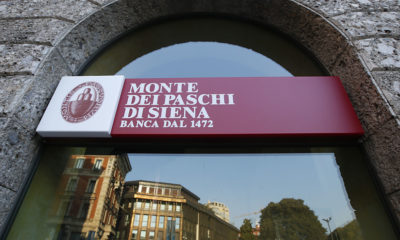 MONTE
DEI PASCHI
DI SIENA
BANCA DAL 1472